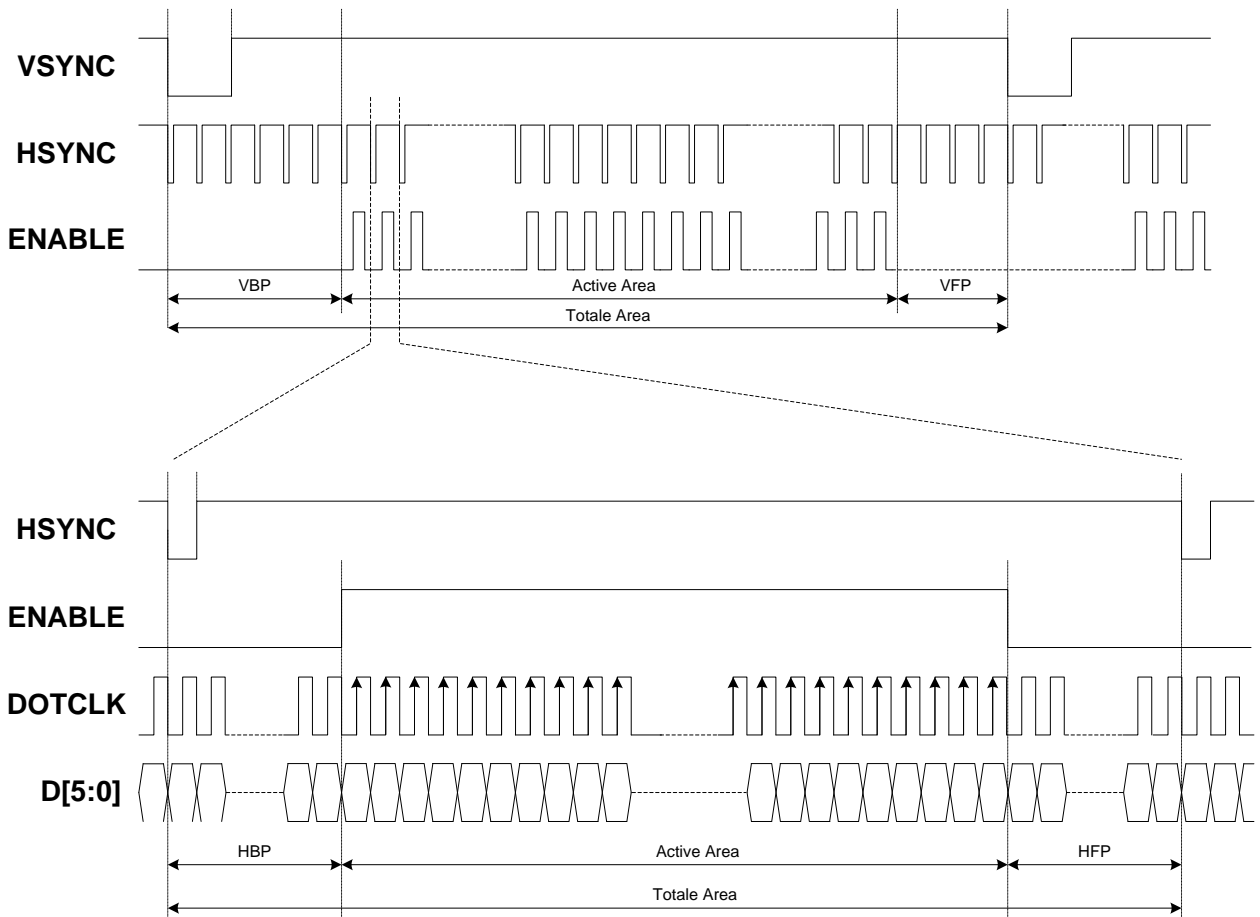 VSYNC
HSYNC
ENABLE
VBP
Active Area
VFP
Totale Area
HSYNC
ENABLE
DOTCLK
D[5:0]
HBP
Active Area
HFP
Totale Area